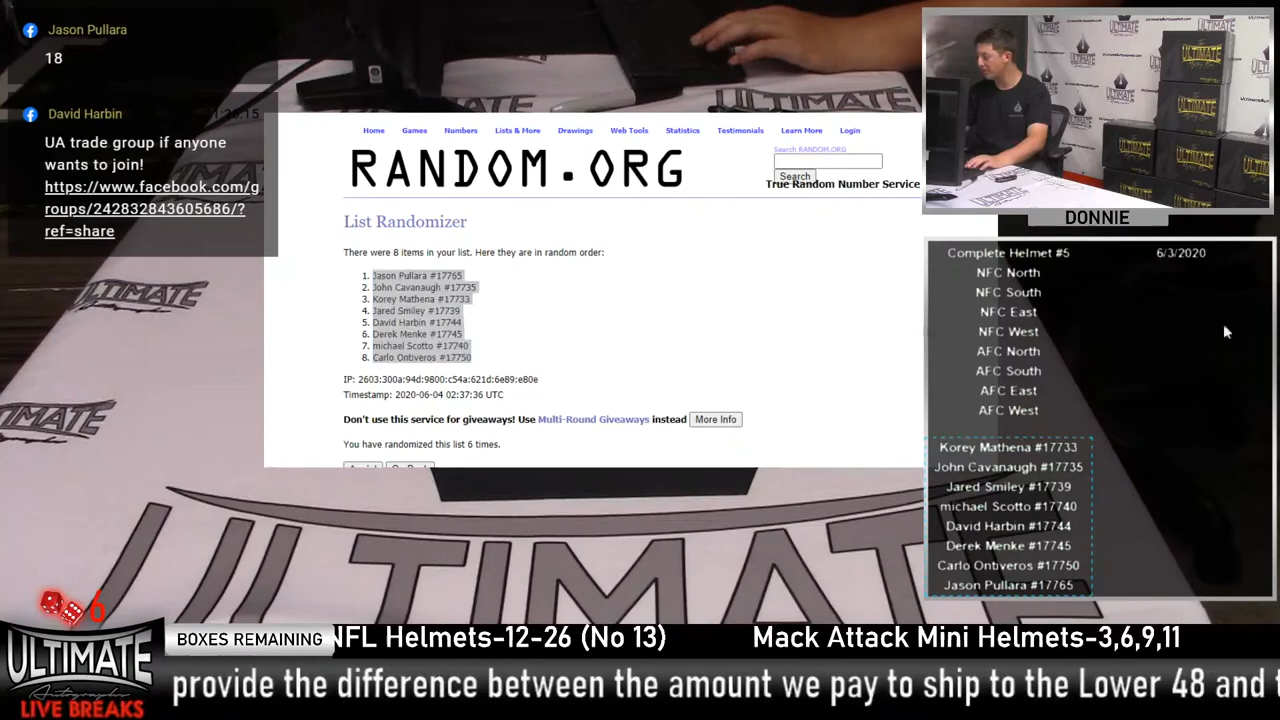 Jason Pullara
18
David Harbin
UA trade group if anyone
wants to join!
https://www.facebook.com/g
roups/242832843605686/?
ref=share
ULTIMATE
Home Games Numbers Lists & More Drawings Web Tools Statistics Testimonials Learn More Login
RANDOM.ORG
Search RANDOM.ORG
Search
True Random Number Service
List Randomizer
There were 8 items in your list. Here they are in random order:
1. Jason Pullara #17765
2. John Cavanaugh #17735
3. Korey Mathena #17733
4. Jared Smiley #17739
5. David Harbin #17744
6. Derek Menke #17745
7. michael Scotto #17740
8. Carlo Ontiveros #17750
IP: 2603:300a:94d:9800:c54a:621d:6e89:e80e
Timestamp: 2020-06-04 02:37:36 UTC
Don't use this service for giveaways! Use Multi-Round Giveaways instead More Info
You have randomized this list 6 times.
DONNIE
Complete Helmet #5 6/3/2020
NFC North
NFC South
NFC East
NFC West
AFC North
AFC South
AFC East
AFC West
Korey Mathena #17733
John Cavanaugh #17735
Jared Smiley #17739
michael Scotto #17740
David Harbin #17744
Derek Menke #17745
Carlo Ontiveros #17750
Jason Pullara #17765
ULTIMATE
6
ULTIMATE
Autographs
LIVE BREAKS
BOXES REMAINING
NFL Helmets-12-26 (No 13) Mack Attack Mini Helmets-3,6,9,11
provide the difference between the amount we pay to ship to the Lower 48 and